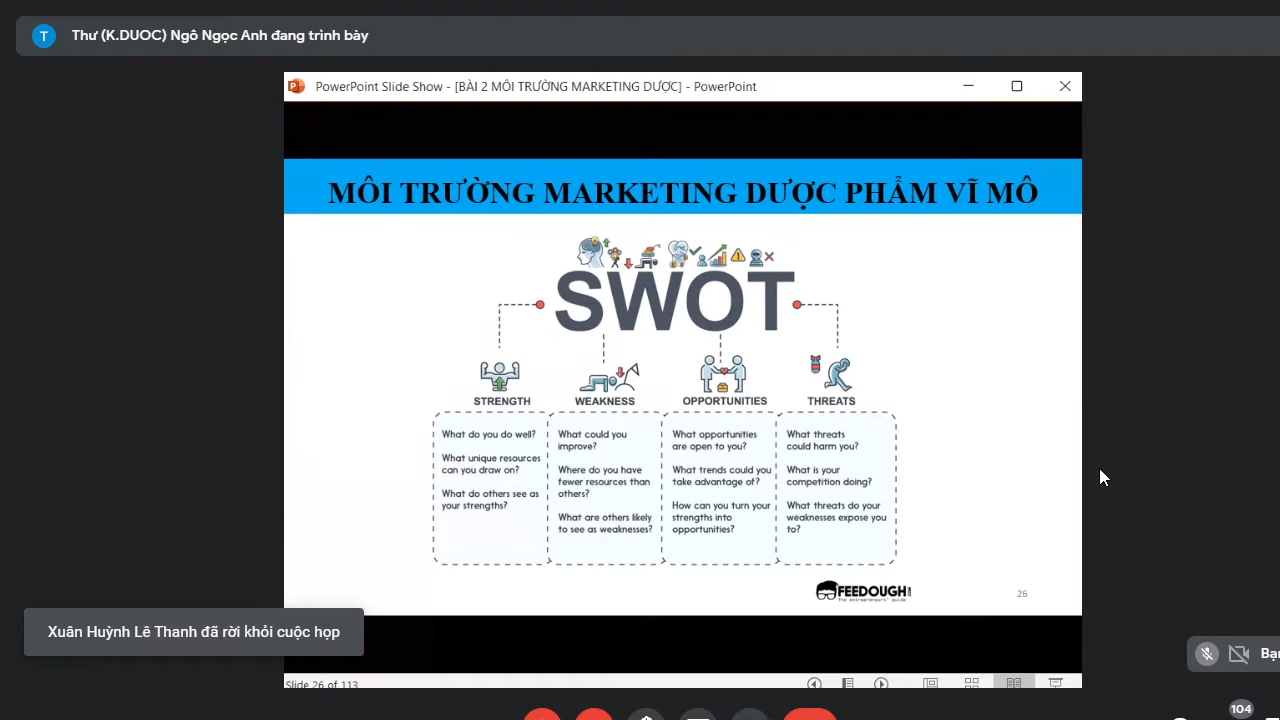 T
Thư (K.DUOC) Ngô Ngọc Anh đang trình bày
PowerPoint Slide Show - [BÀI 2 MÔI TRƯỜNG MARKETING DƯỢC] - PowerPoint
MÔI TRƯỜNG MARKETING DƯỢC PHẨM VĨ MÔ
SWOT
STRENGTH
What do you do well?
What unique resources
can you draw on?
What do others see as
your strengths?
WEAKNESS
What could you
improve?
Where do you have
fewer resources than
others?
What are others likely
to see as weaknesses?
OPPORTUNITIES
What opportunities
are open to you?
What trends could you
take advantage of?
How can you turn your
strengths into
opportunities?
THREATS
What threats
could harm you?
What is your
competition doing?
What threats do your
weaknesses expose you
to?
FEEDOUGH
The entrepreneurs' guide
26
Xuân Huỳnh Lê Thanh đã rời khỏi cuộc họp
Slide 26 of 113
104